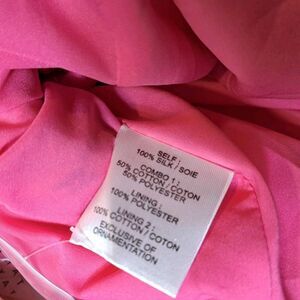 SELF:
100% SILK / SOIE
COMBO 1:
50% COTTON / COTON
50% POLYESTER
LINING:
100% POLYESTER
LINING 2:
100% COTTON / COTON
EXCLUSIVE OF
ORNAMENTATION